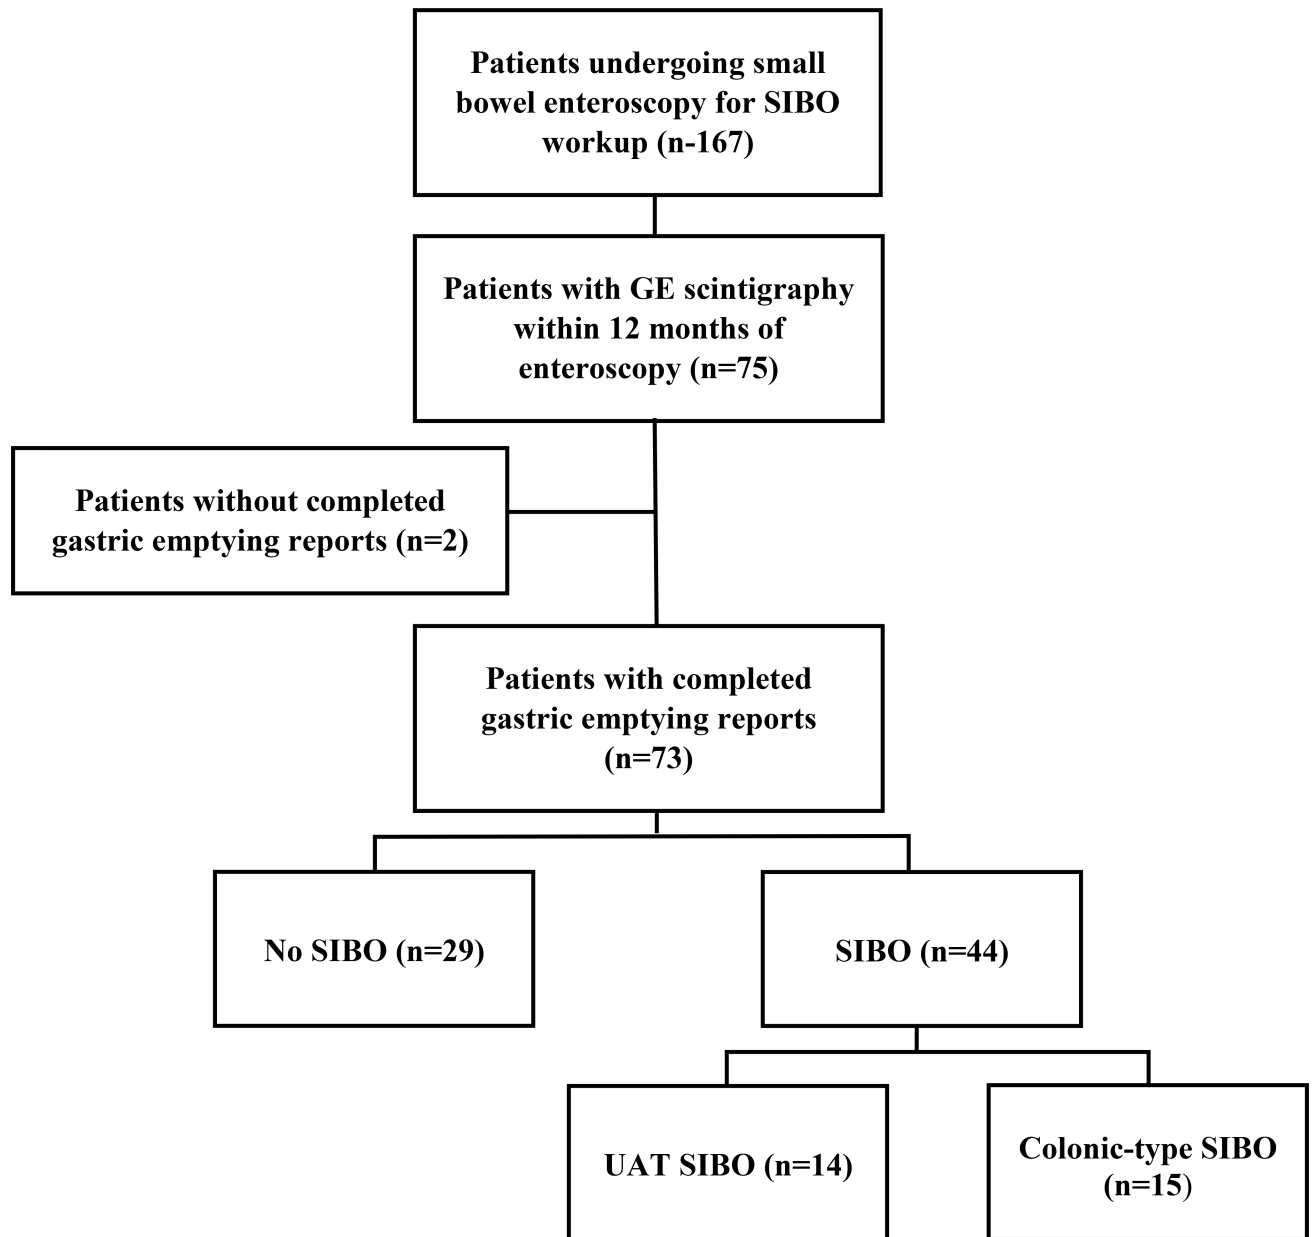 Patients undergoing small
bowel enteroscopy for SIBO
workup (n-167)
Patients with GE scintigraphy
within 12 months of
enteroscopy (n=75)
Patients without completed
gastric emptying reports (n=2)
Patients with completed
gastric emptying reports
(n=73)
No SIBO (n=29)
SIBO (n=44)
UAT SIBO (n=14)
Colonic-type SIBO
(n=15)